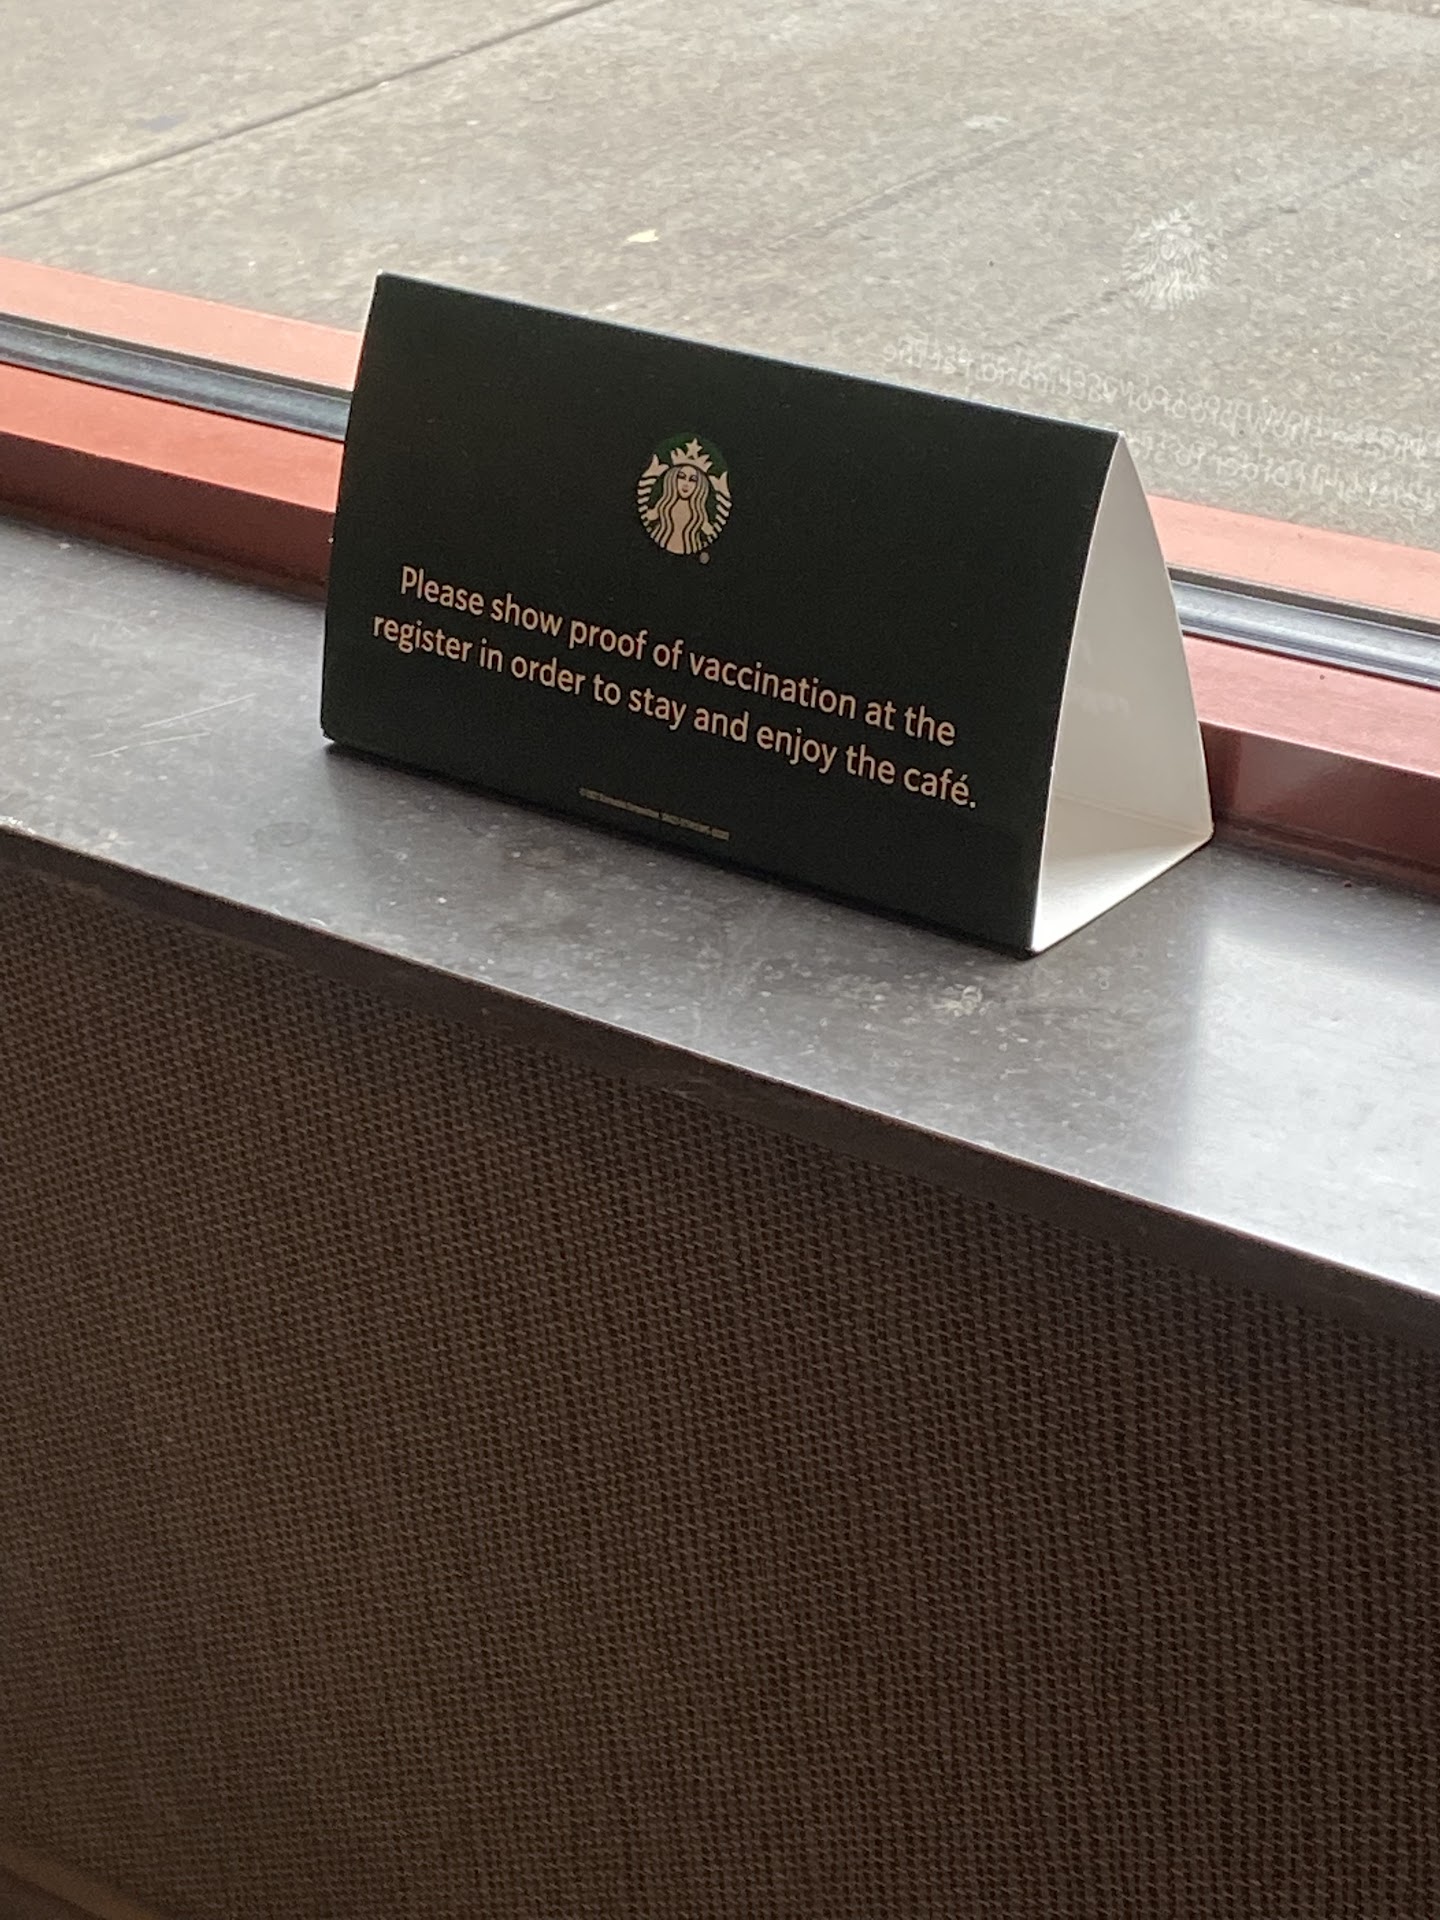 Please show proof of vaccination at the
register in order to stay and enjoy the café.